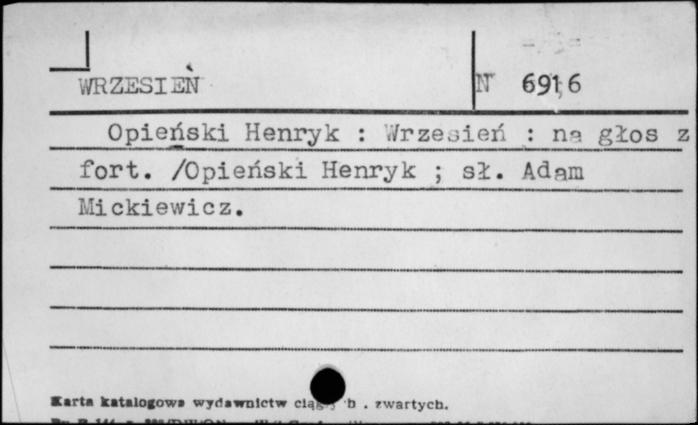 WRZESIEŃ N 6916
Opieński Henryk : Wrzesień : na głos z
fort. /Opieński Henryk ; sł. Adam
Mickiewicz.
Karta katalogowa wydawnictw zwartych.